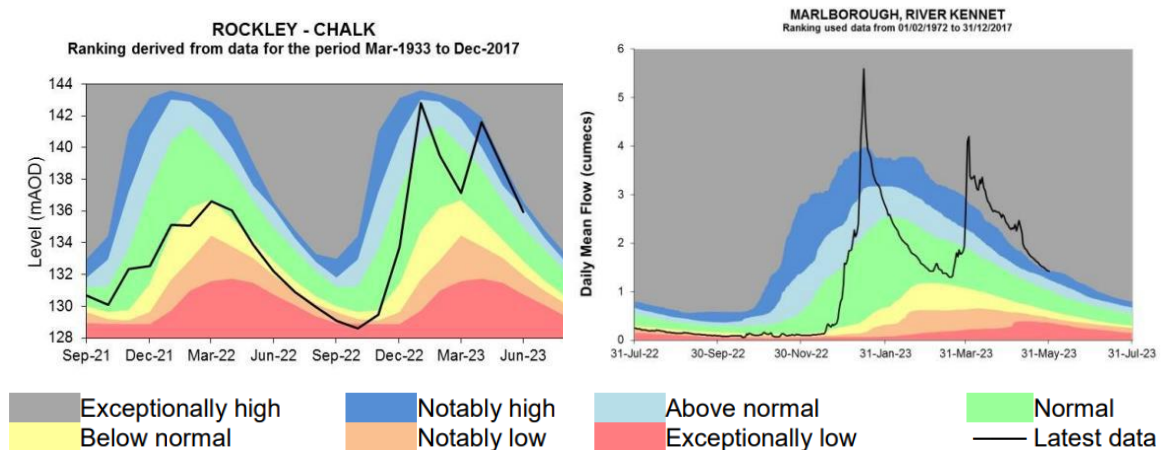 ROCKLEY - CHALK
Ranking derived from data for the period Mar-1933 to Dec-2017
Level (mAOD)
144
142
140
138
136
134
132
130
128
Sep-21 Dec-21 Mar-22 Jun-22 Sep-22 Dec-22 Mar-23 Jun-23
MARLBOROUGH, RIVER KENNET
Ranking used data from 01/02/1972 to 31/12/2017
Daily Mean Flow (cumecs)
6
5
4
3
2
1
0
31-Jul-22 30-Sep-22 30-Nov-22 31-Jan-23 31-Mar-23 31-May-23 31-Jul-23
Exceptionally high Notably high Above normal Normal
Below normal Notably low Exceptionally low Latest data